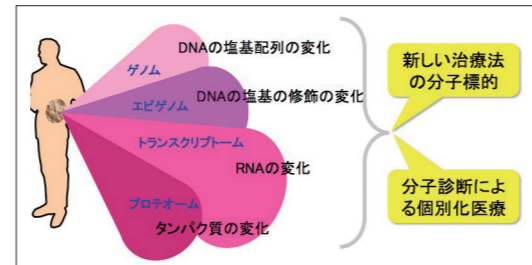 DNAの塩基配列の変化
ゲノム
DNAの塩基の修飾の変化
エピゲノム
トランスクリプトーム
RNAの変化
プロテオーム
タンパク質の変化
新しい治療法
の分子標的
分子診断によ
る個別化医療